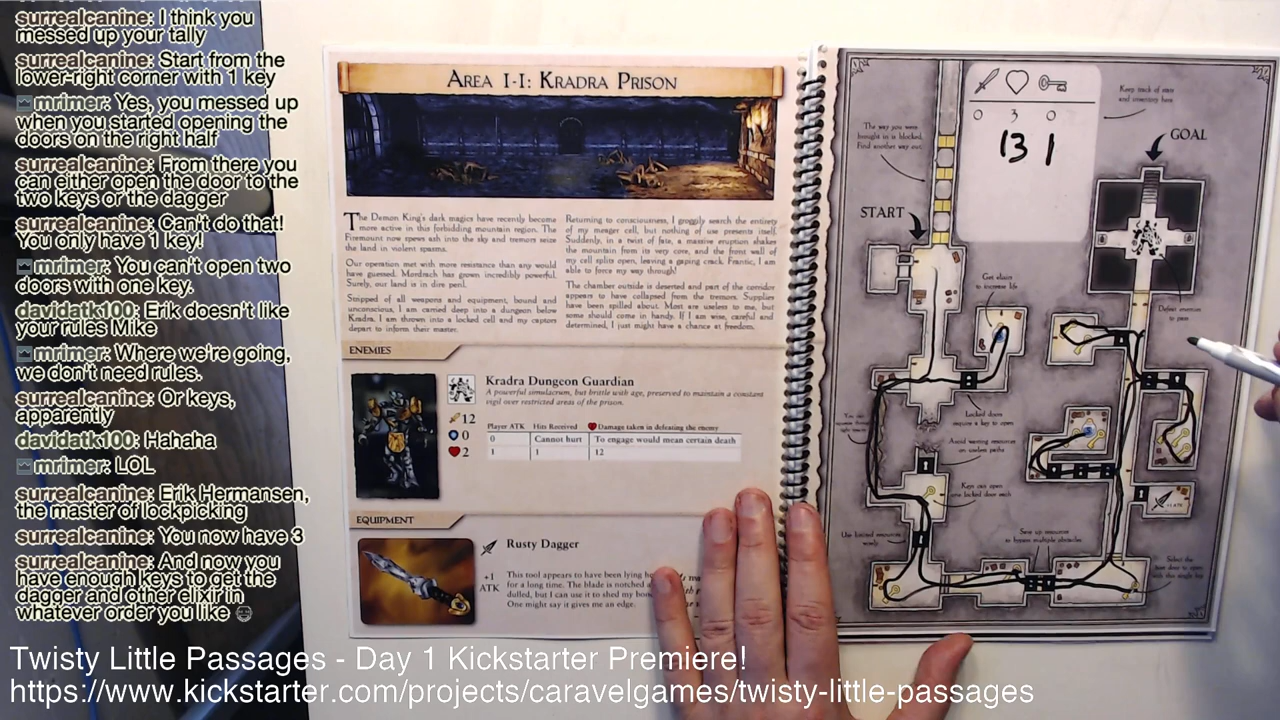 surrealcanine: I think you
messed up your tally
surrealcanine: Start from the
lower-right corner with 1 key
mrimer: Yes, you messed up
when you started opening the
doors on the right half
surrealcanine: From there you
can either open the door to the
two keys or the dagger
surrealcanine: Can't do that!
You only have 1 key!
mrimer: You can't open two
doors with one key.
davidatk100: Erik doesn't like
your rules Mike
mrimer: Where we're going,
we don't need rules.
surrealcanine: Or keys,
apparently
davidatk100: Hahaha
mrimer: LOL
surrealcanine: Erik Hermansen,
the master of lockpicking
surrealcanine: You now have 3
surrealcanine: And now you
have enough keys to get the
dagger and other elixir in
whatever order you like
Area 1-1: Kradra Prison
The Demon King's dark magics have recently become
more active in this forbidding mountain region. The
Firemount now spews ash into the sky and tremors seize
the land in violent spasms.
Our operation met with more resistance than any would
have guessed. Mordrach has grown incredibly powerful.
Surely, our land is in dire peril.
Stripped of all weapons and equipment, bound and
unconscious, I am carried deep into a dungeon below
Kradra. I am thrown into a locked cell and my captors
depart to inform their master.
Returning to consciousness, I groggily search the entirety
of my meager cell, but nothing of use presents itself.
Suddenly, in a twist of fate, a massive eruption shakes
the mountain from its very core, and the front wall of
my cell splits open, leaving a gaping crack. Frantic, I am
able to force my way through!
The chamber outside is deserted and part of the corridor
appears to have collapsed from the tremors. Supplies
have been spilled about. Most are useless to me, but
some should come in handy. If I am wise, careful and
determined, I just might have a chance at freedom.
Enemies
Kradra Dungeon Guardian
A powerful simulacrum, but brittle with age, preserved to maintain a constant
vigil over restricted areas of the prison.
12
0
2
Player ATK Hits Received Damage taken in defeating the enemy
0 Cannot hurt To engage would mean certain death
1 1 12
Equipment
Rusty Dagger
+1
ATK
This tool appears to have been lying he
dulled, but I can use it to
One might say it gives me an edge.
0 3 0
13 1
Keep track of stats
and inventory here
The way you were
brought in is blocked.
Find another way out.
START
GOAL
Get elixirs
to increase life
Defeat enemies
to pass
Locked doors
require a key to open
Avoid wasting resources
on useless paths
Keys can open
one locked door each
Use limited resources
wisely
Save up resources
to bypass multiple obstacles
+1 ATK
Select the
best door to open
with this single key
Twisty Little Passages - Day 1 Kickstarter Premiere!
https://www.kickstarter.com/projects/caravelgames/twisty-little-passages